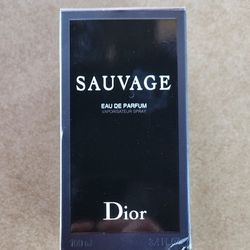 SAUVAGE
EAU DE PARFUM
VAPORISATEUR SPRAY
Dior